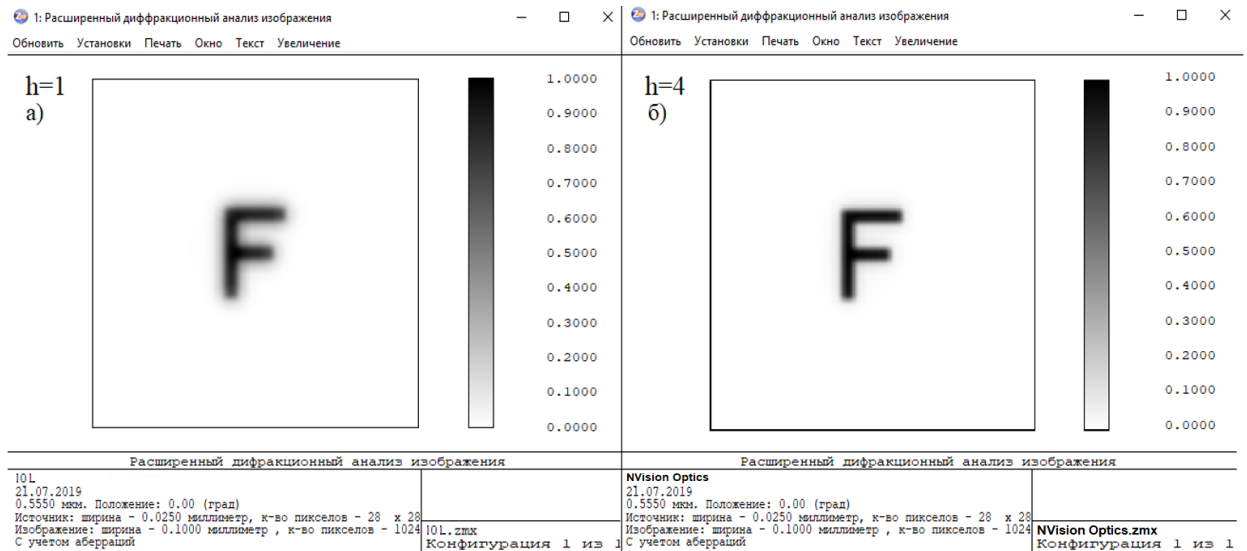 1: Расширенный диффракционный анализ изображения
Обновить Установки Печать Окно Текст Увеличение
h=1
а)
1.0000
0.9000
0.8000
0.7000
0.6000
0.5000
0.4000
0.3000
0.2000
0.1000
0.0000
F
Расширенный дифракционный анализ изображения
IOL
21.07.2019
0.5550 мкм. Положение: 0.00 (град)
Источник: ширина - 0.0250 миллиметр, к-во пикселов - 28 x 28
Изображение: ширина - 0.1000 миллиметр , к-во пикселов - 1024
С учетом аберраций
IOL.zmx
Конфигурация 1 из 1
1: Расширенный диффракционный анализ изображения
Обновить Установки Печать Окно Текст Увеличение
h=4
б)
1.0000
0.9000
0.8000
0.7000
0.6000
0.5000
0.4000
0.3000
0.2000
0.1000
0.0000
F
Расширенный дифракционный анализ изображения
NVision Optics
21.07.2019
0.5550 мкм. Положение: 0.00 (град)
Источник: ширина - 0.0250 миллиметр, к-во пикселов - 28 x 28
Изображение: ширина - 0.1000 миллиметр , к-во пикселов - 1024
С учетом аберраций
NVision Optics.zmx
Конфигурация 1 из 1